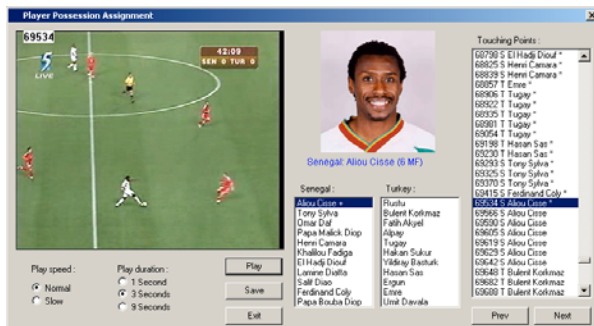 Player Possession Assignment
69534
5
LIVE
42:09
SEN 0 TUR 0
Senegal: Aliou Cisse (6 MF)
Senegal :
Aliou Cisse +
Tony Sylva
Omar Daf
Papa Malick Diop
Henri Camara
Khalilou Fadiga
El Hadji Diouf
Lamine Diatta
Salif Diao
Ferdinand Coly
Papa Bouba Diop
Turkey :
Rustu
Bulent Korkmaz
Fatih Akyel
Alpay
Tugay
Hakan Sukur
Yildiray Basturk
Hasan Sas
Ergun
Emre
Umit Davala
Touching Points :
68798 S El Hadji Diouf *
68825 S Henri Camara *
68839 S Henri Camara *
68857 T Emre *
68906 T Tugay *
68922 T Tugay *
68935 T Tugay *
68981 T Tugay *
69054 T Tugay *
69198 T Hasan Sas *
69230 T Hasan Sas *
69293 S Tony Sylva *
69325 S Tony Sylva *
69370 S Tony Sylva *
69415 S Ferdinand Coly *
69534 S Aliou Cisse *
69566 S Aliou Cisse
69590 S Aliou Cisse
69605 S Aliou Cisse
69619 S Aliou Cisse
69629 S Aliou Cisse
69642 S Aliou Cisse
69648 T Bulent Korkmaz
69682 T Bulent Korkmaz
69688 T Bulent Korkmaz
Play speed :
Normal
Slow
Play duration :
1 Second
3 Seconds
9 Seconds
Play
Save
Exit
Prev
Next